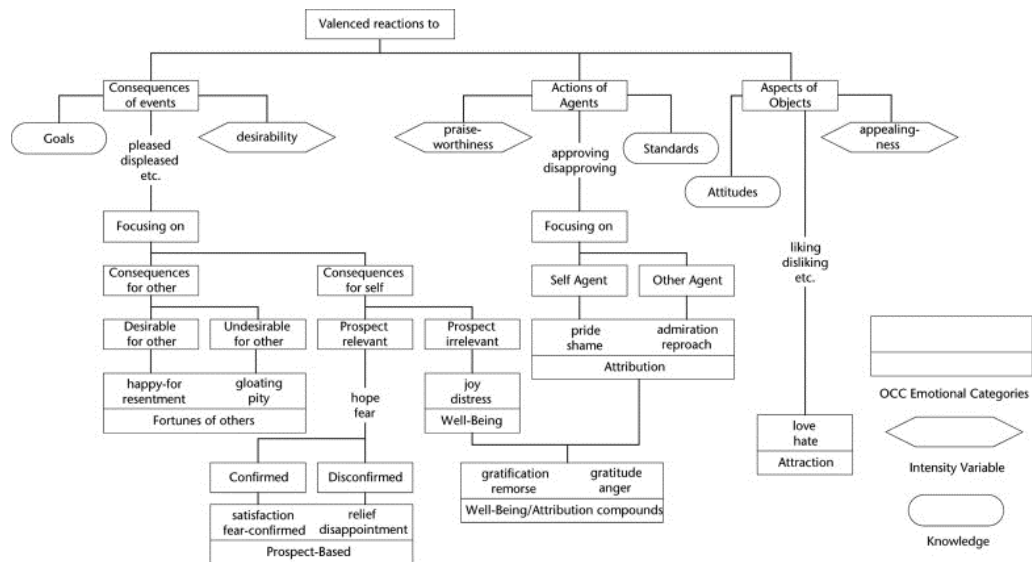 Valenced reactions to
Consequences
of events
Actions of
Agents
Aspects of
Objects
Goals
desirability
praise-
worthiness
Standards
Attitudes
appealing-
ness
pleased
displeased
etc.
approving
disapproving
liking
disliking
etc.
Focusing on
Focusing on
Consequences
for other
Consequences
for self
Self Agent
Other Agent
Desirable
for other
Undesirable
for other
Prospect
relevant
Prospect
irrelevant
pride
shame
admiration
reproach
Attribution
happy-for
resentment
gloating
pity
Fortunes of others
hope
fear
joy
distress
Well-Being
love
hate
Attraction
Confirmed
Disconfirmed
gratification
remorse
gratitude
anger
Well-Being/Attribution compounds
satisfaction
fear-confirmed
relief
disappointment
Prospect-Based
OCC Emotional Categories
Intensity Variable
Knowledge